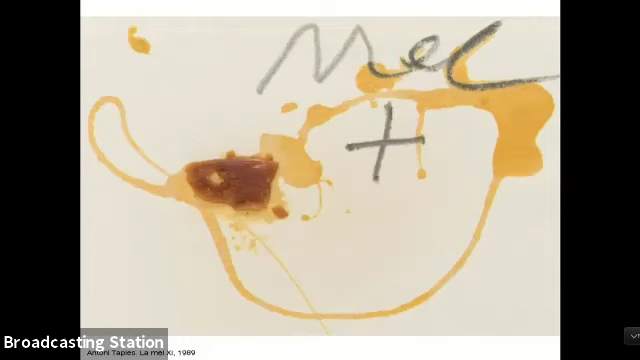 Mel
+
Broadcasting Station
Antoni Tàpies. La mel XI, 1989